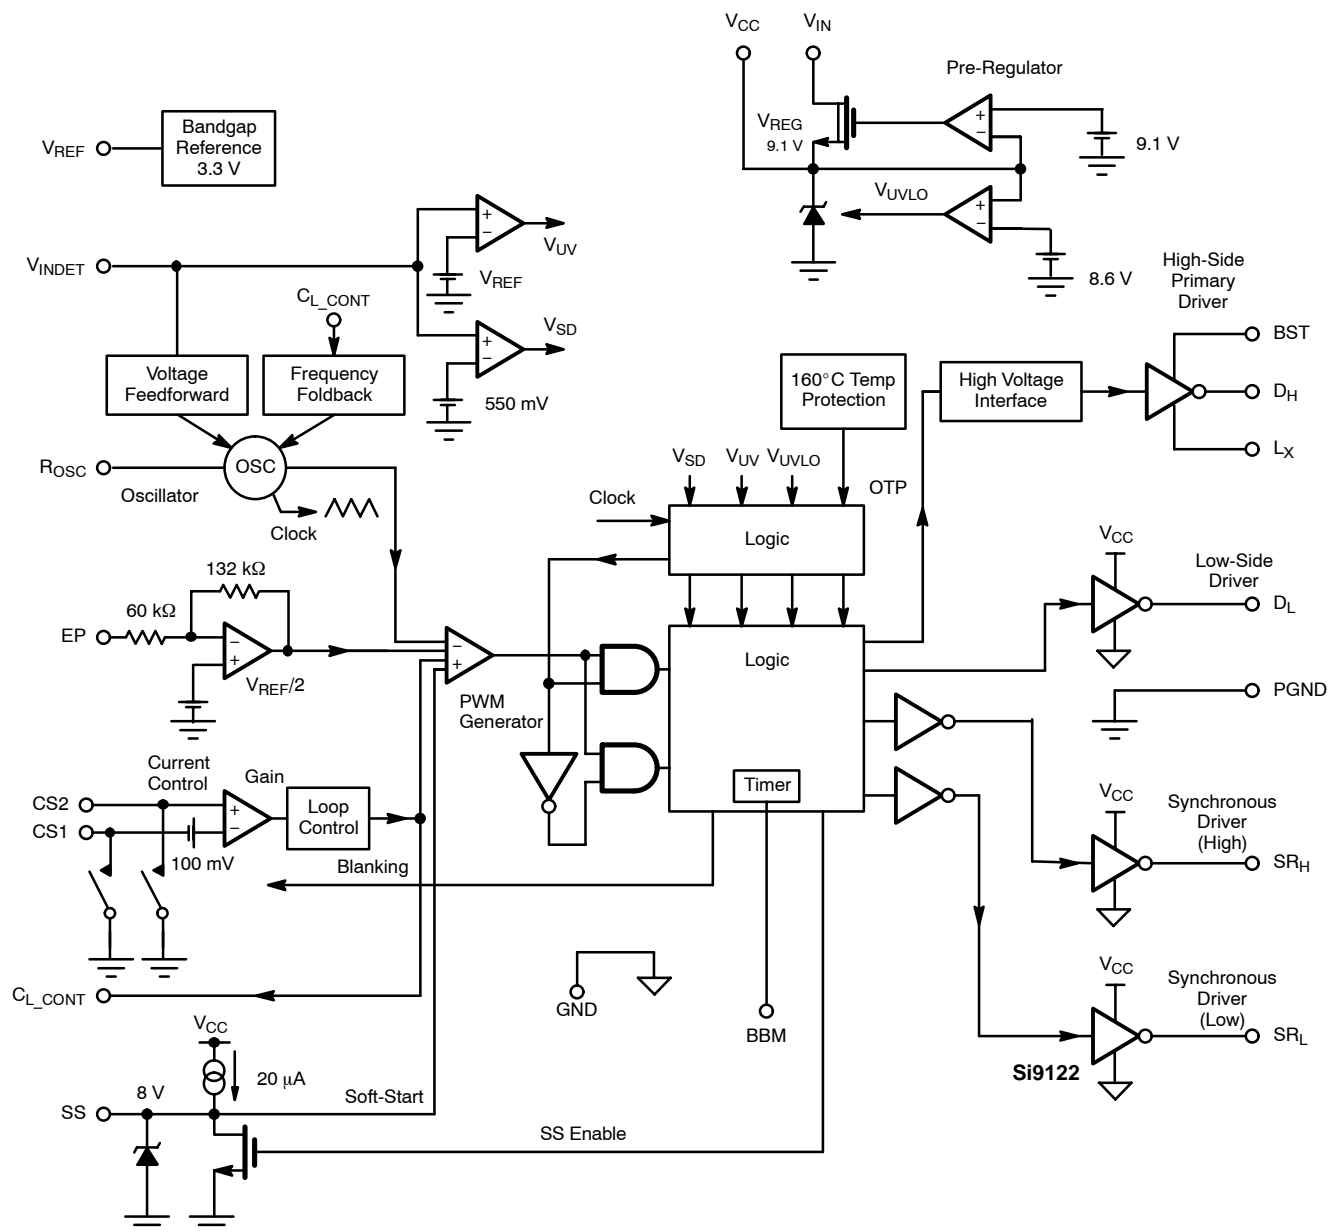 VCC
VIN
Pre-Regulator
VREG
9.1 V
+
−
9.1 V
Bandgap
Reference
3.3 V
VREF
VUVLO
+
−
8.6 V
+
−
VUV
VREF
VINDET
CL_CONT
High-Side
Primary
Driver
BST
VSD
+
−
550 mV
Voltage
Feedforward
Frequency
Foldback
160°C Temp
Protection
High Voltage
Interface
DH
LX
ROSC
OSC
Oscillator
Clock
VSD
VUV
VUVLO
OTP
Clock
Logic
VCC
Low-Side
Driver
DL
132 kΩ
60 kΩ
EP
−
+
VREF/2
−
+
PWM
Generator
Logic
PGND
Timer
Current
Control
Gain
CS2
CS1
+
−
100 mV
Loop
Control
Blanking
VCC
Synchronous
Driver
(High)
SRH
CL_CONT
GND
BBM
VCC
Synchronous
Driver
(Low)
SRL
Si9122
VCC
20 μA
8 V
SS
Soft-Start
SS Enable